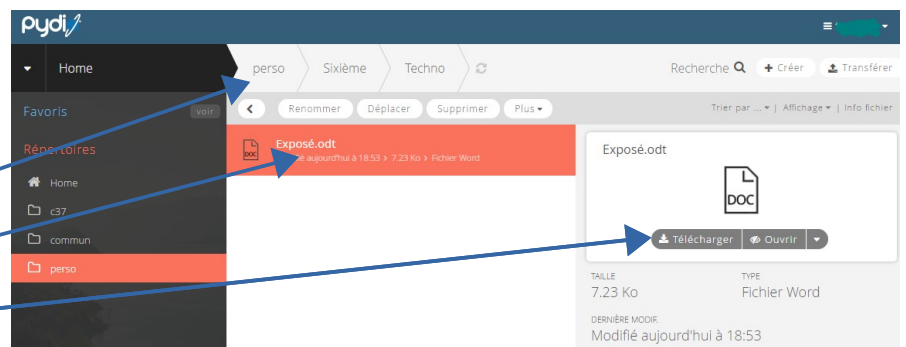 pydi
Home
perso Sixième Techno
Recherche + Créer Transférer
Favoris voir
Renommer Déplacer Supprimer Plus
Trier par ... Affichage Info fichier
Répertoires
Home
c37
commun
perso
DOC
Exposé.odt
aujourd'hui à 18:53 > 7.23 Ko > Fichier Word
Exposé.odt
DOC
Télécharger Ouvrir
TAILLE TYPE
7.23 Ko Fichier Word
DERNIÈRE MODIF.
Modifié aujourd'hui à 18:53